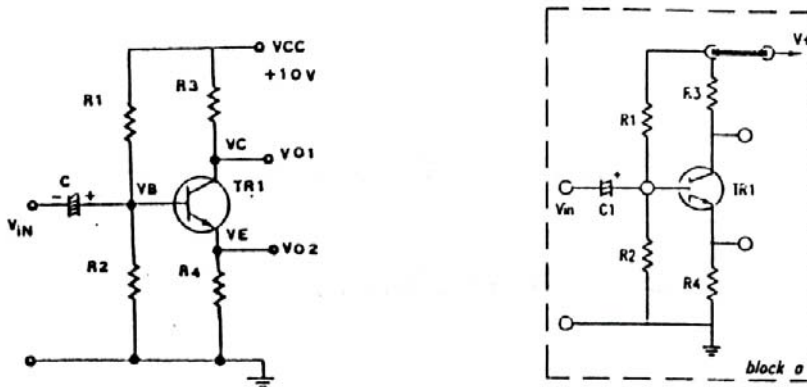 VCC
+10V
R1
R3
VC
VO1
C
VB
TR1
- +
VIN
VE
VO2
R2
R4
V+
R.3
R1
+
TR1
Vin
C1
R2
R4
block a